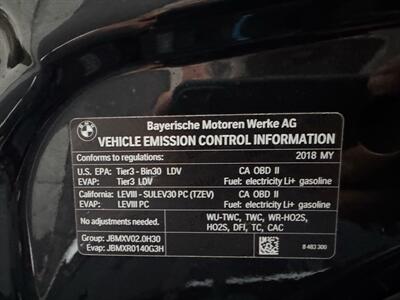 BMW
Bayerische Motoren Werke AG
VEHICLE EMISSION CONTROL INFORMATION
Conforms to regulations: 2018 MY
U.S. EPA: Tier3 - Bin30 LDV CA OBD II
EVAP: Tier3 LDV Fuel: electricity Li+ gasoline
California: LEVIII - SULEV30 PC (TZEV) CA OBD II
EVAP: LEVIII PC Fuel: electricity Li+ gasoline
No adjustments needed WU-TWC, TWC, WR-HO2S,
HO2S, DFI, TC, CAC
Group: JBMXV02.0H30
Evap: JBMXR0140G3H 8 483 300